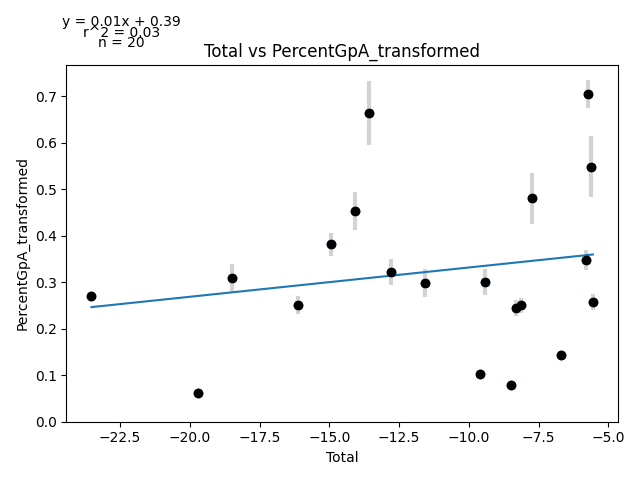 y = 0.01x + 0.39
r^2 = 0.03
n = 20
Total vs PercentGpA_transformed
PercentGpA_transformed
0.7
0.6
0.5
0.4
0.3
0.2
0.1
0.0
−22.5 −20.0 −17.5 −15.0 −12.5 −10.0 −7.5 −5.0
Total